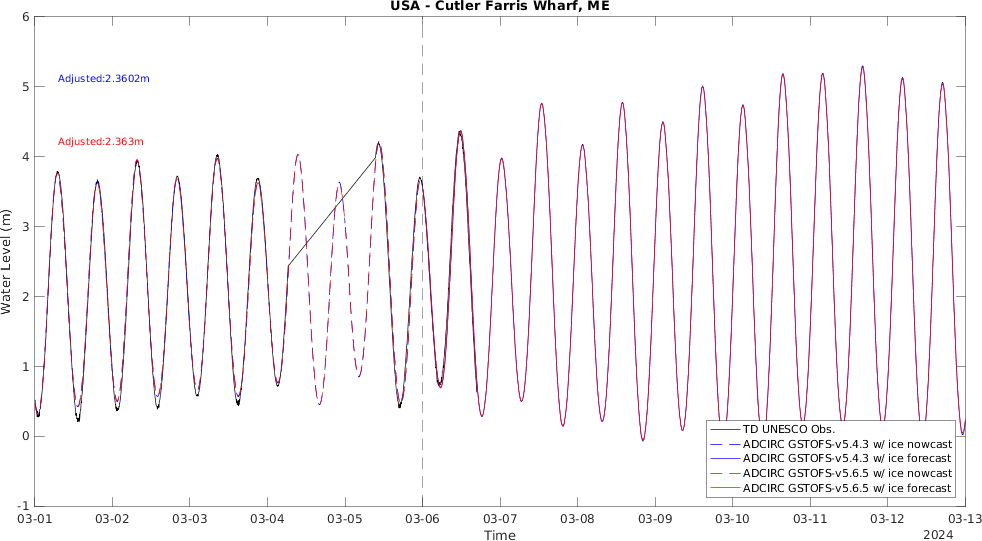 USA - Cutler Farris Wharf, ME
6
5
4
3
2
1
0
-1
Water Level (m)
Adjusted:2.3602m
Adjusted:2.363m
TD UNESCO Obs.
ADCIRC GSTOFS-v5.4.3 w/ ice nowcast
ADCIRC GSTOFS-v5.4.3 w/ ice forecast
ADCIRC GSTOFS-v5.6.5 w/ ice nowcast
ADCIRC GSTOFS-v5.6.5 w/ ice forecast
03-01 03-02 03-03 03-04 03-05 03-06 03-07 03-08 03-09 03-10 03-11 03-12 03-13
Time
2024